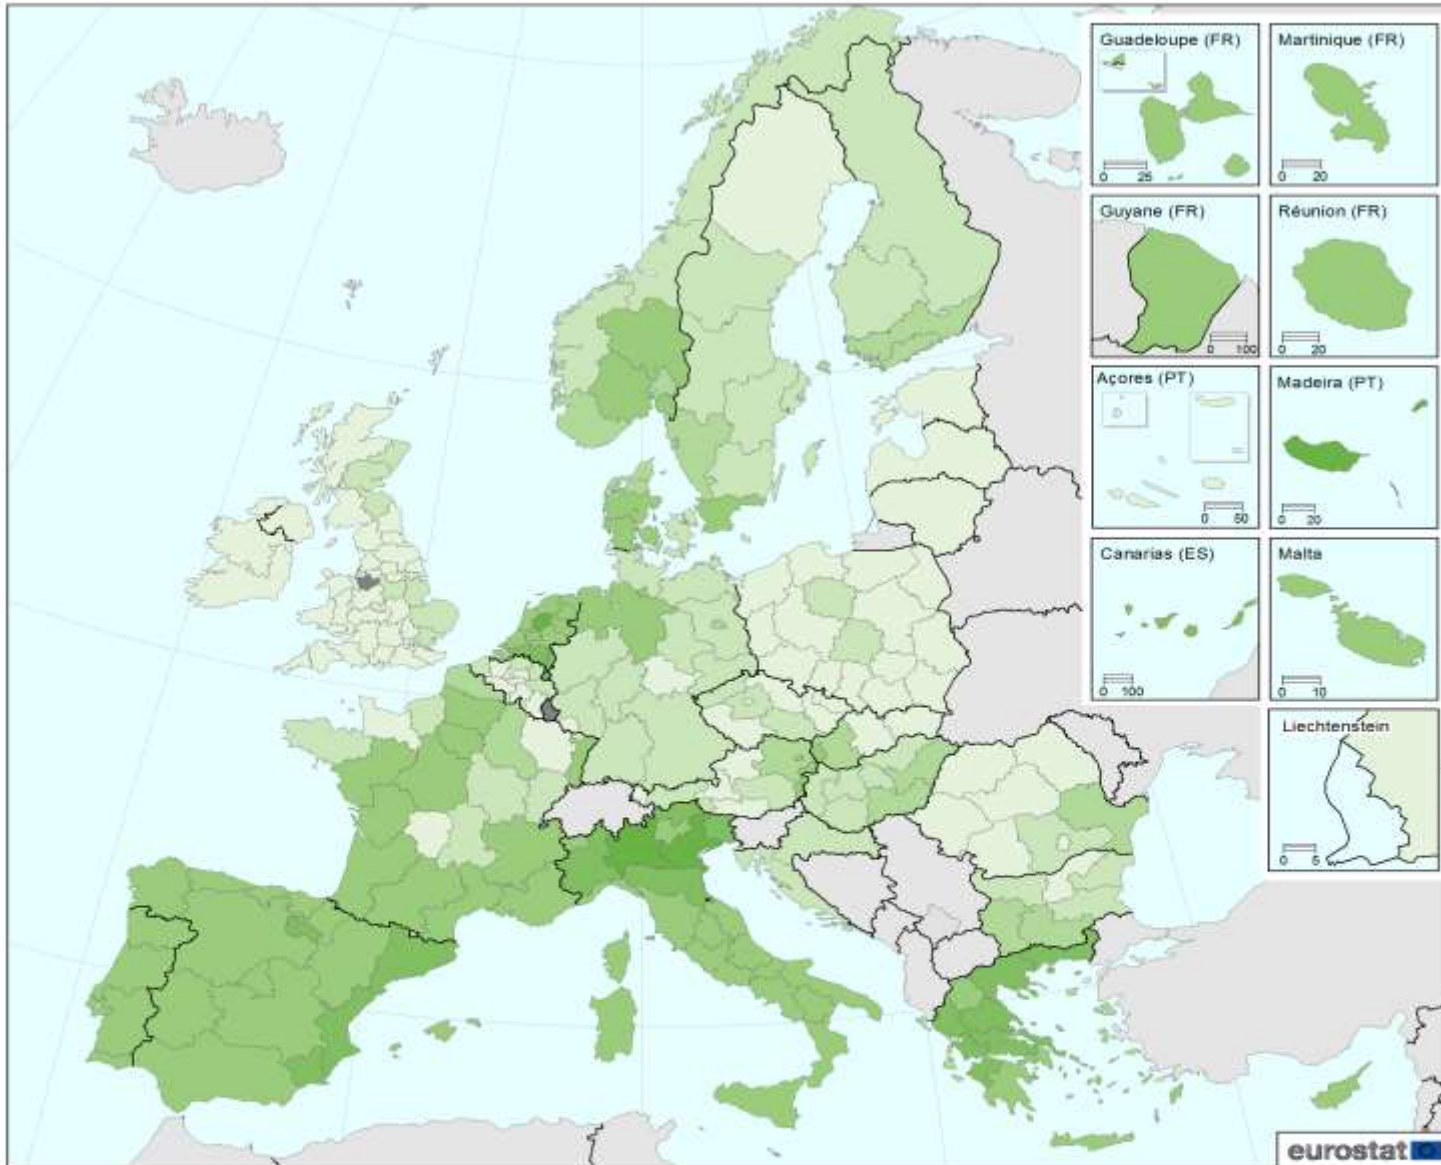 Guadeloupe (FR)
0 25
Martinique (FR)
0 20
Guyane (FR)
0 100
Réunion (FR)
0 20
Açores (PT)
0 50
Madeira (PT)
0 20
Canarias (ES)
0 100
Malta
0 10
Liechtenstein
0 5
eurostat